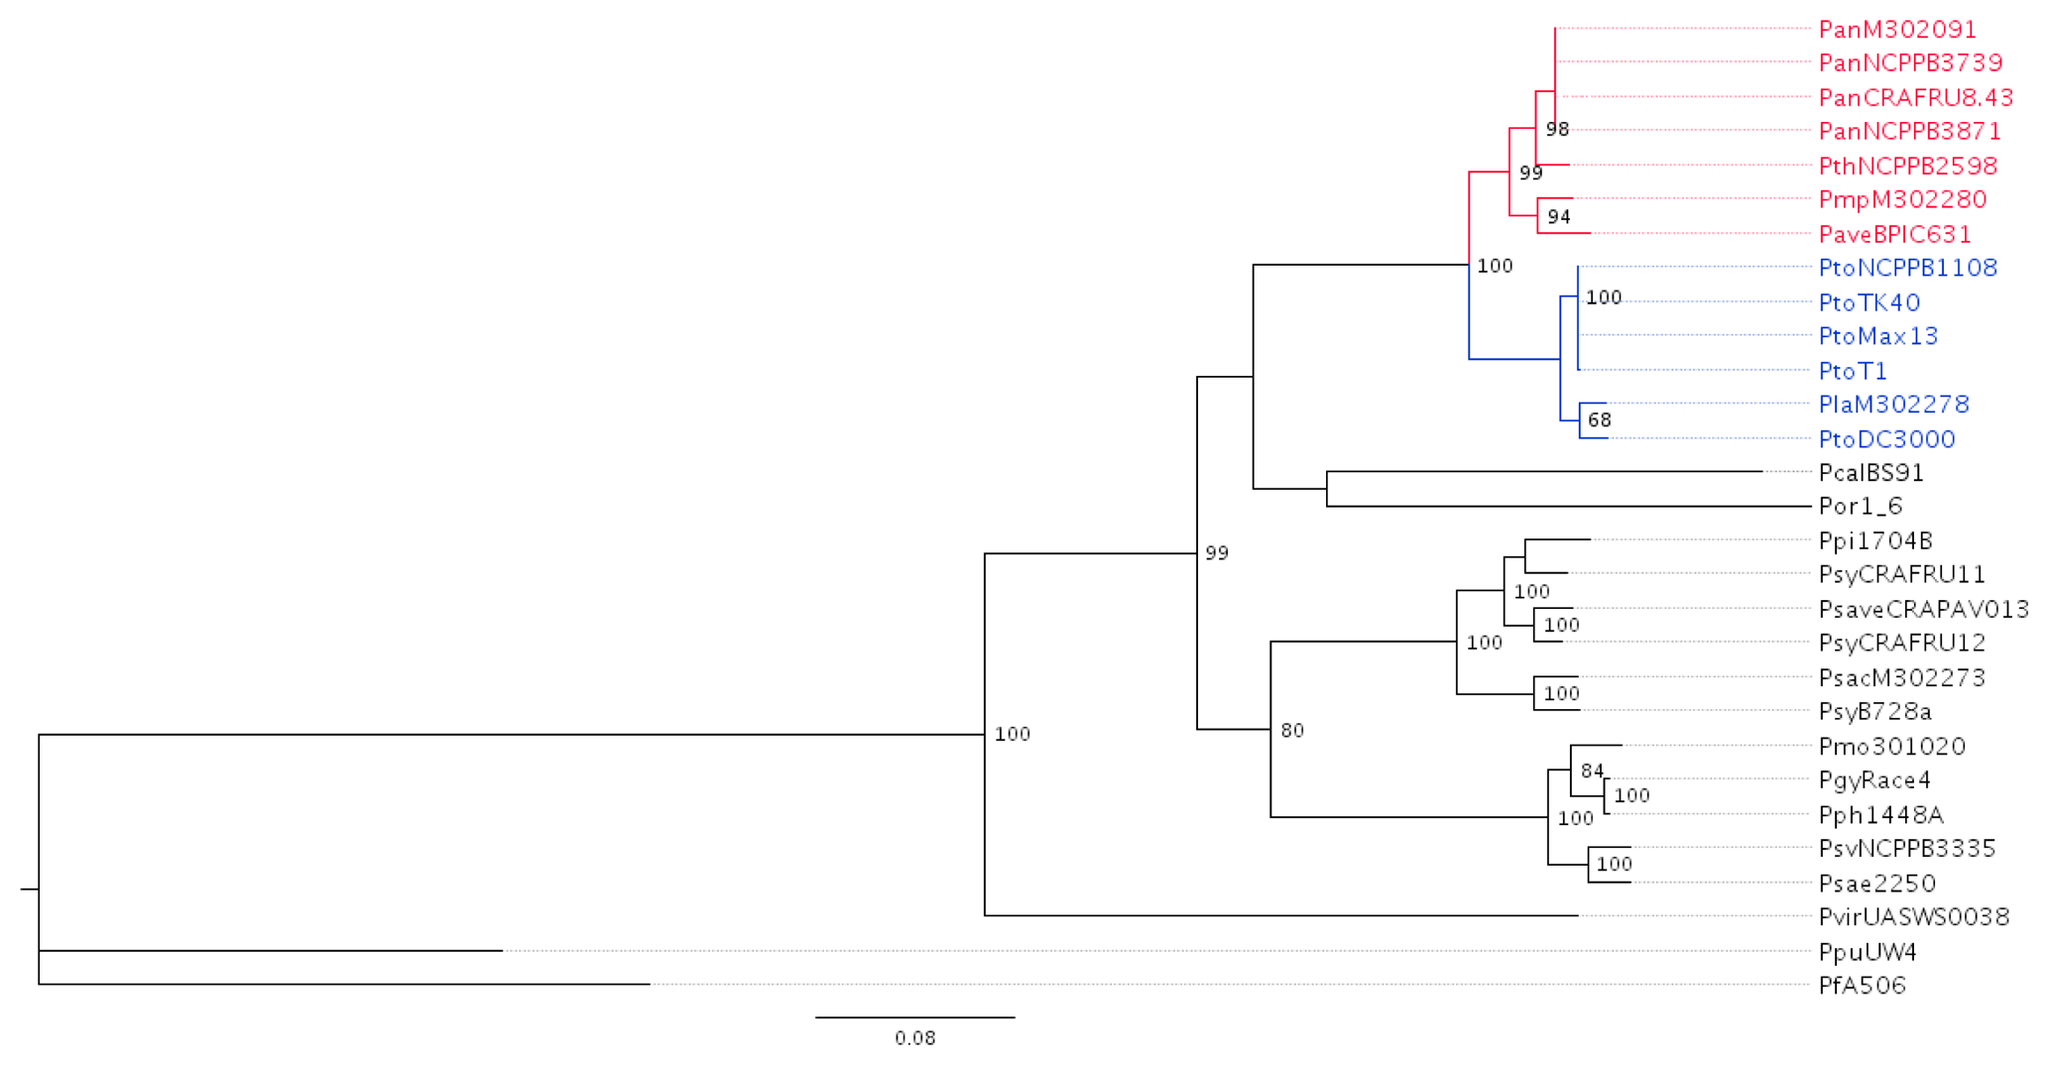 PanM302091
PanNCPPB3739
PanCRAFRU8.43
98
PanNCPPB3871
PthNCPPB2598
99
PmpM302280
94
PaveBPIC631
100
PtoNCPPB1108
100
PtoTK40
PtoMax13
PtoT1
PlaM302278
68
PtoDC3000
PcalBS91
Por1_6
Ppi1704B
99
PsyCRAFRU11
100
PsaveCRAPAV013
100
PsyCRAFRU12
100
PsacM302273
100
PsyB728a
80
100
Pmo301020
84
PgyRace4
100
Pph1448A
100
PsvNCPPB3335
100
Psae2250
PvirUASWS0038
PpuUW4
PfA506
0.08